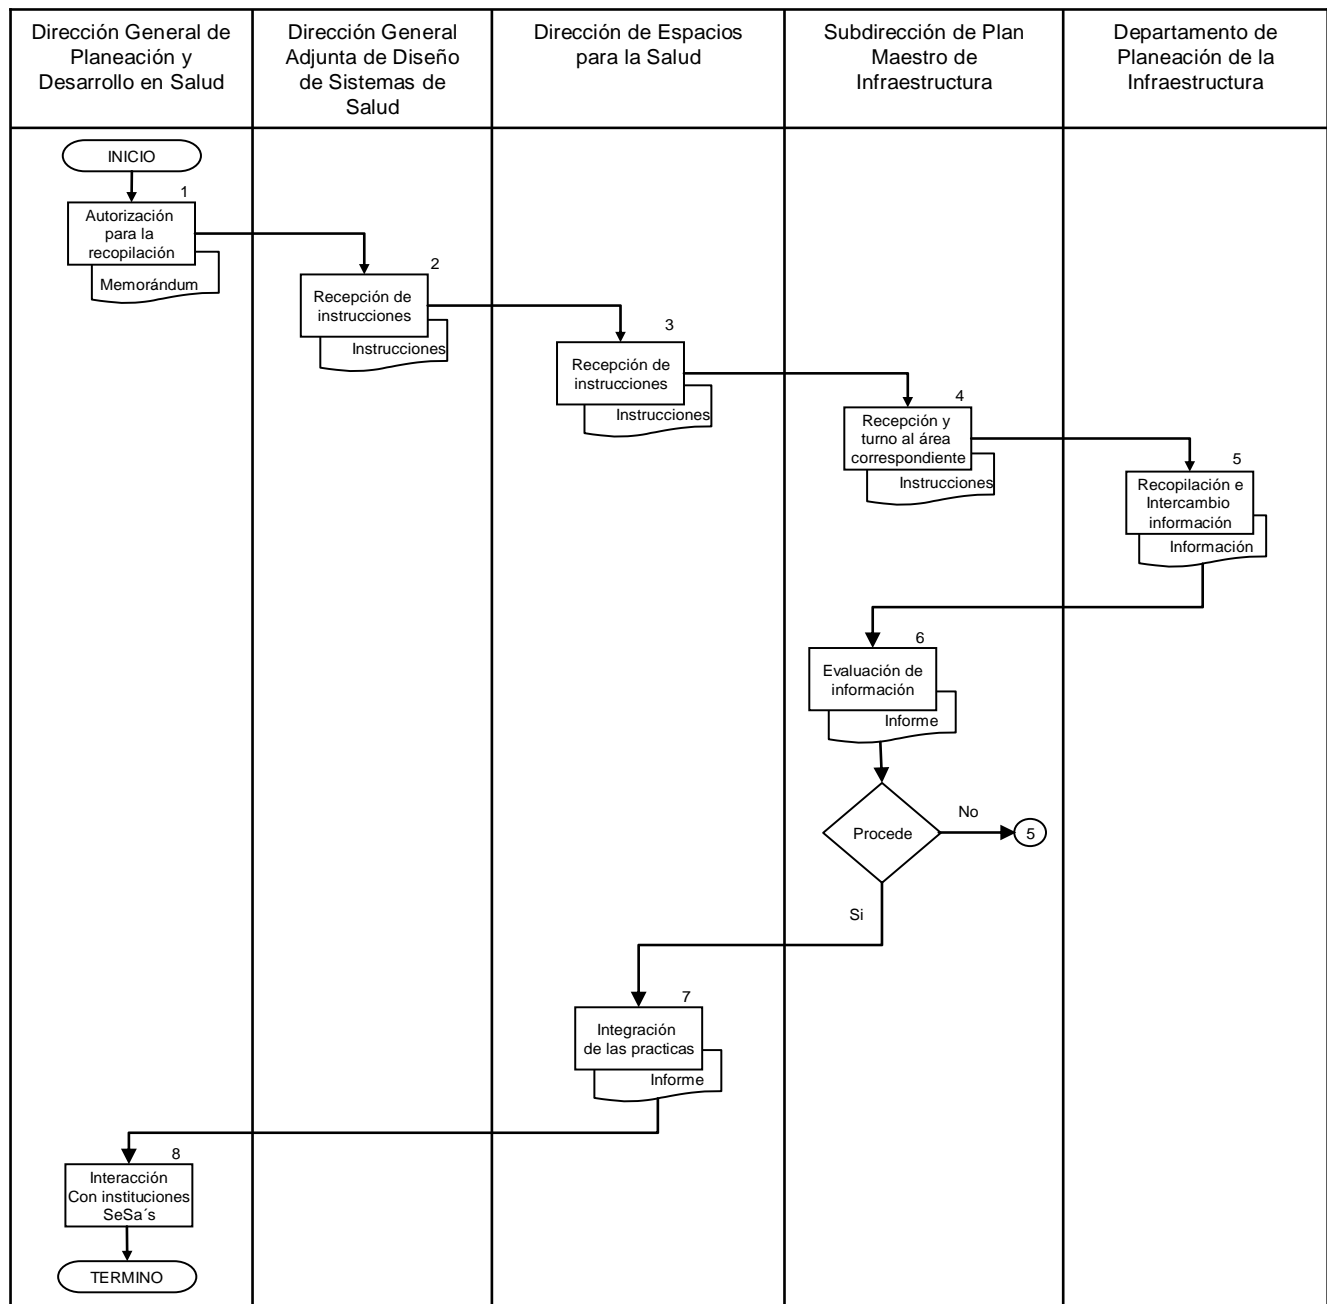 Dirección General de
Planeación y
Desarrollo en Salud
Dirección General
Adjunta de Diseño
de Sistemas de
Salud
Dirección de Espacios
para la Salud
Subdirección de Plan
Maestro de
Infraestructura
Departamento de
Planeación de la
Infraestructura
INICIO
1
Autorización
para la
recopilación
Memorándum
2
Recepción de
instrucciones
Instrucciones
3
Recepción de
instrucciones
Instrucciones
4
Recepción y
turno al área
correspondiente
Instrucciones
5
Recopilación e
Intercambio
información
Información
6
Evaluación de
información
Informe
Procede
No
5
Si
7
Integración
de las practicas
Informe
8
Interacción
Con instituciones
SeSa´s
TERMINO